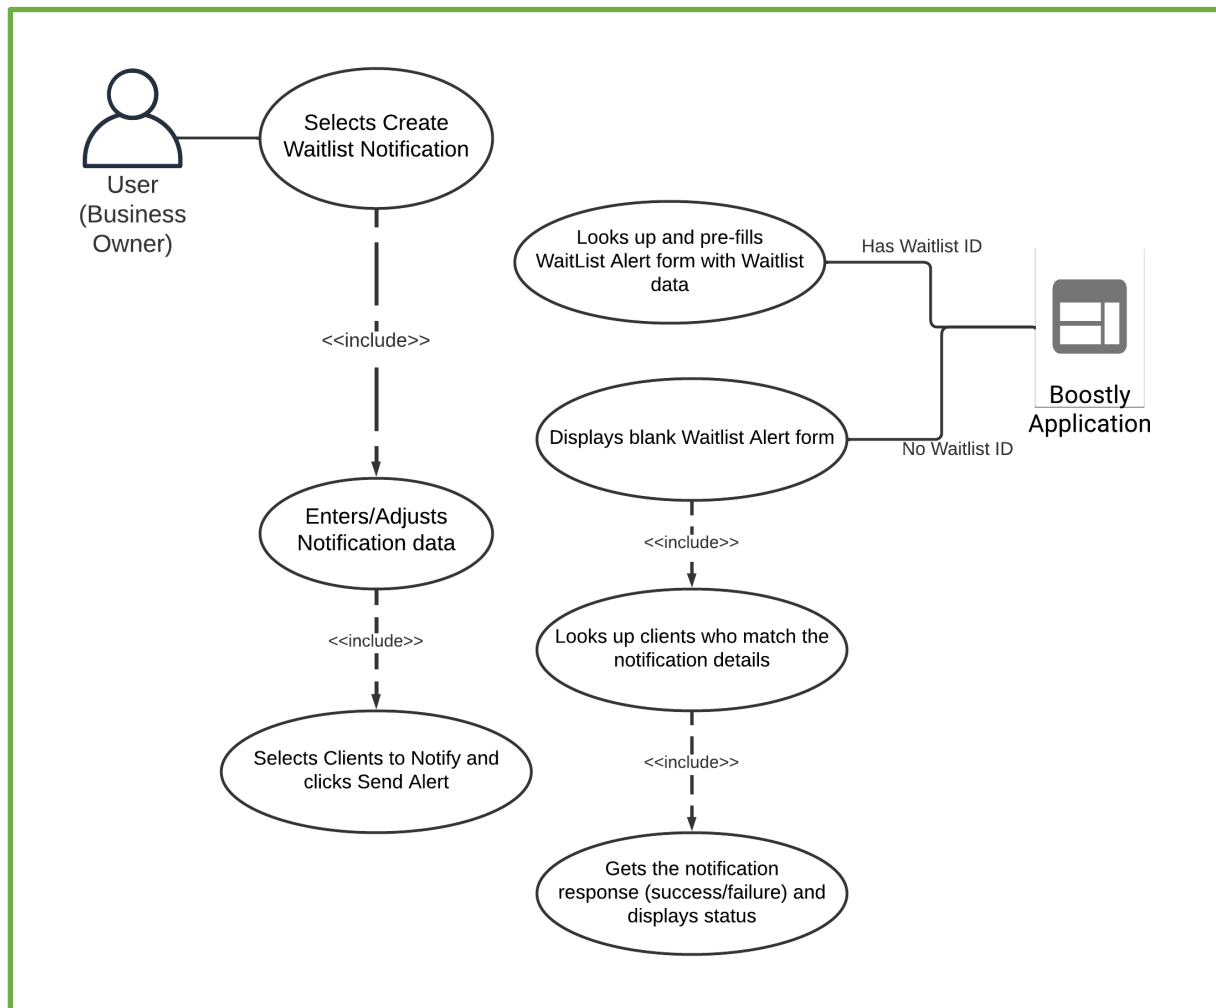 Selects Create
Waitlist Notification
User
(Business
Owner)
Looks up and pre-fills
WaitList Alert form with Waitlist
data
Has Waitlist ID
<<include>>
Boostly
Application
Displays blank Waitlist Alert form
No Waitlist ID
Enters/Adjusts
Notification data
<<include>>
<<include>>
Looks up clients who match the
notification details
Selects Clients to Notify and
clicks Send Alert
<<include>>
Gets the notification
response (success/failure) and
displays status